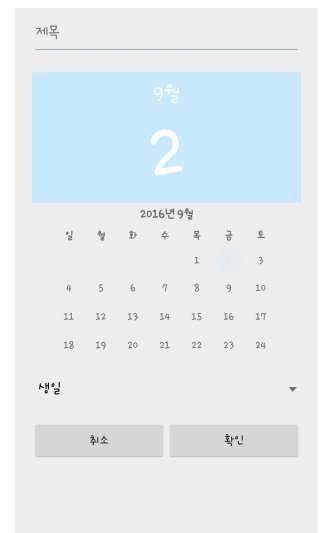 제목
9월
2
2016년 9월
일 월 화 수 목 금 토
1 2 3
4 5 6 7 8 9 10
11 12 13 14 15 16 17
18 19 20 21 22 23 24
생일
취소 확인